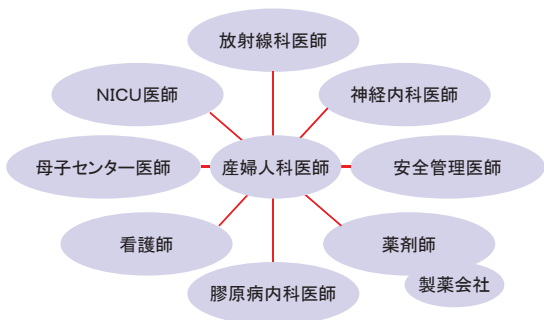 放射線科医師
NICU医師
神経内科医師
母子センター医師
産婦人科医師
安全管理医師
看護師
薬剤師
膠原病内科医師
製薬会社